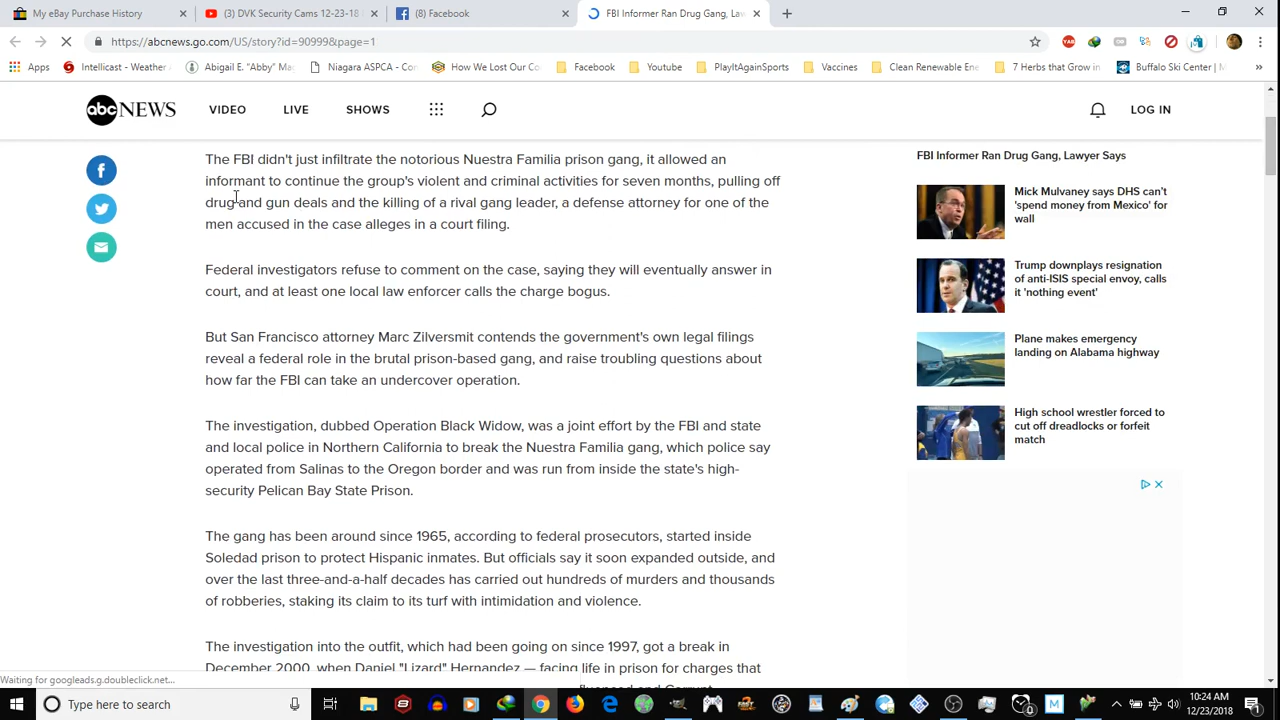 My eBay Purchase History
(3) DVK Security Cams 12-23-18
(8) Facebook
FBI Informer Ran Drug Gang, Law
https://abcnews.go.com/US/story?id=90999&page=1
Apps
Intellicast - Weather
Abigail E. "Abby" Ma
Niagara ASPCA - Con
How We Lost Our Co
Facebook
Youtube
PlayItAgainSports
Vaccines
Clean Renewable Ene
7 Herbs that Grow in
Buffalo Ski Center |
»
abc NEWS
VIDEO
LIVE
SHOWS
LOG IN
The FBI didn't just infiltrate the notorious Nuestra Familia prison gang, it allowed an
informant to continue the group's violent and criminal activities for seven months, pulling off
drug and gun deals and the killing of a rival gang leader, a defense attorney for one of the
men accused in the case alleges in a court filing.
Federal investigators refuse to comment on the case, saying they will eventually answer in
court, and at least one local law enforcer calls the charge bogus.
But San Francisco attorney Marc Zilversmit contends the government's own legal filings
reveal a federal role in the brutal prison-based gang, and raise troubling questions about
how far the FBI can take an undercover operation.
The investigation, dubbed Operation Black Widow, was a joint effort by the FBI and state
and local police in Northern California to break the Nuestra Familia gang, which police say
operated from Salinas to the Oregon border and was run from inside the state's high-
security Pelican Bay State Prison.
The gang has been around since 1965, according to federal prosecutors, started inside
Soledad prison to protect Hispanic inmates. But officials say it soon expanded outside, and
over the last three-and-a-half decades has carried out hundreds of murders and thousands
of robberies, staking its claim to its turf with intimidation and violence.
The investigation into the outfit, which had been going on since 1997, got a break in
December 2000, when Daniel "Lizard" Hernandez — facing life in prison for charges that
FBI Informer Ran Drug Gang, Lawyer Says
Mick Mulvaney says DHS can't
'spend money from Mexico' for
wall
Trump downplays resignation
of anti-ISIS special envoy, calls
it 'nothing event'
Plane makes emergency
landing on Alabama highway
High school wrestler forced to
cut off dreadlocks or forfeit
match
Waiting for googleads.g.doubleclick.net...
Type here to search
10:24 AM
12/23/2018